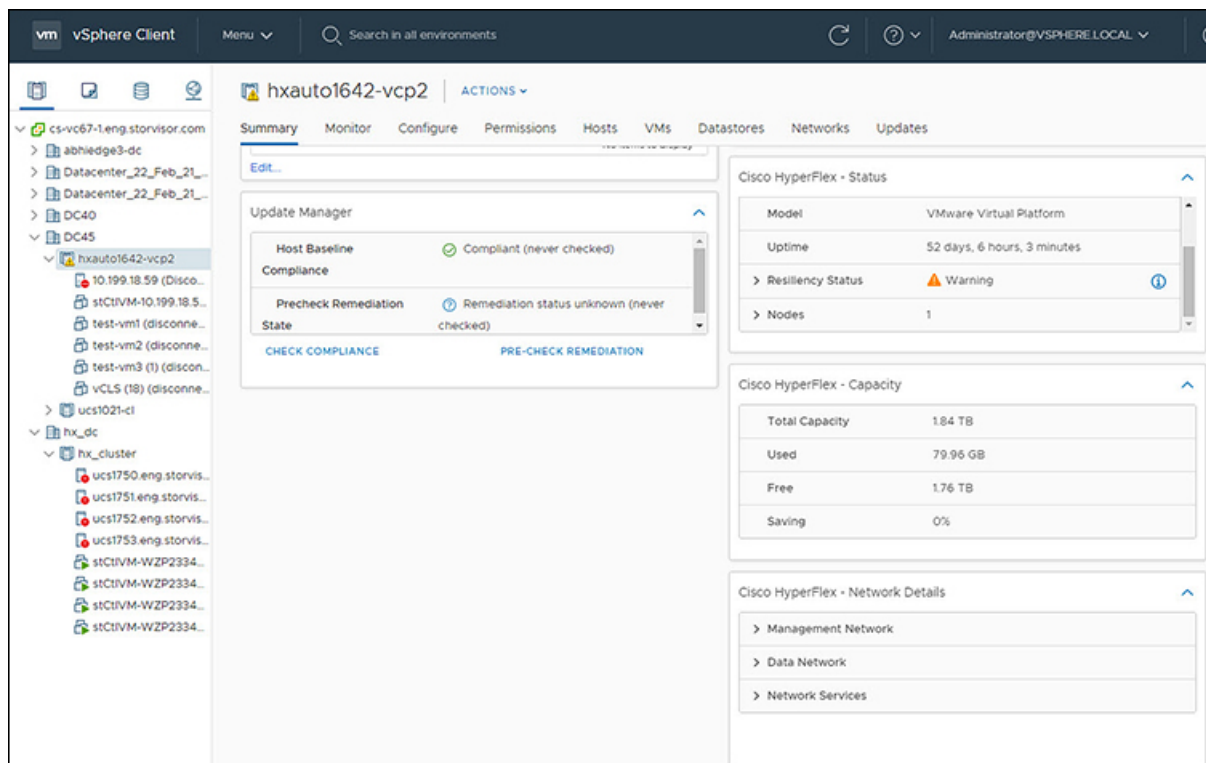 vm vSphere Client Menu Search in all environments Administrator@VSPHERE.LOCAL
cs-vc67-1.eng.storvisor.com
abhiedge3-dc
Datacenter_22_Feb_21_...
Datacenter_22_Feb_21_...
DC40
DC45
hxauto1642-vcp2
10.199.18.59 (Disco...
stCtlVM-10.199.18.5...
test-vm1 (disconne...
test-vm2 (disconne...
test-vm3 (1) (discon...
vCLS (18) (disconne...
ucs1021-cl
hx_dc
hx_cluster
ucs1750.eng.storvis...
ucs1751.eng.storvis...
ucs1752.eng.storvis...
ucs1753.eng.storvis...
stCtlVM-WZP2334...
stCtlVM-WZP2334...
stCtlVM-WZP2334...
stCtlVM-WZP2334...
hxauto1642-vcp2 ACTIONS
Summary Monitor Configure Permissions Hosts VMs Datastores Networks Updates
No items to display
Edit...
Update Manager
Host Baseline Compliant (never checked)
Compliance
Precheck Remediation Remediation status unknown (never
State checked)
CHECK COMPLIANCE PRE-CHECK REMEDIATION
Cisco HyperFlex - Status
Model VMware Virtual Platform
Uptime 52 days, 6 hours, 3 minutes
Resiliency Status Warning
Nodes 1
Cisco HyperFlex - Capacity
Total Capacity 1.84 TB
Used 79.96 GB
Free 1.76 TB
Saving 0%
Cisco HyperFlex - Network Details
Management Network
Data Network
Network Services